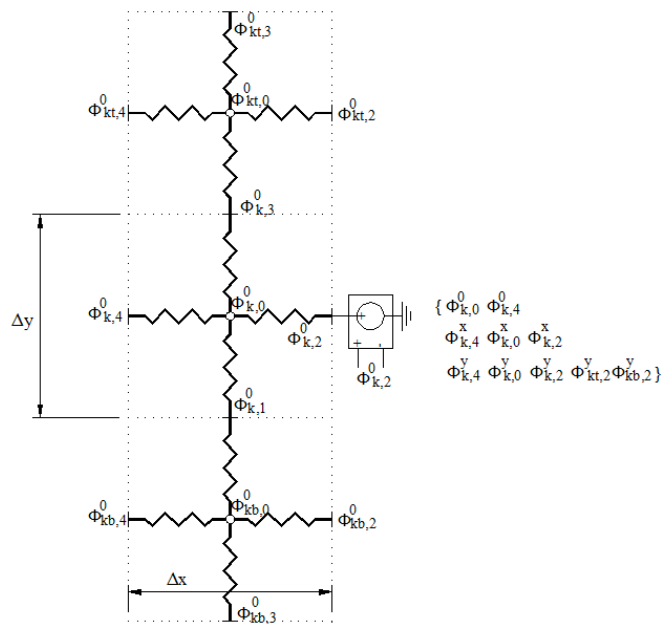 Φ⁰kt,3
Φ⁰kt,4 Φ⁰kt,0 Φ⁰kt,2
Φ⁰k,3
Δy Φ⁰k,4 Φ⁰k,0 Φ⁰k,2 + { Φ⁰k,0 Φ⁰k,4
+ - Φˣk,4 Φˣk,0 Φˣk,2
Φ⁰k,2 Φʸk,4 Φʸk,0 Φʸk,2 Φʸkt,2 Φʸkb,2 }
Φ⁰k,1
Φ⁰kb,4 Φ⁰kb,0 Φ⁰kb,2
Δx
Φ⁰kb,3